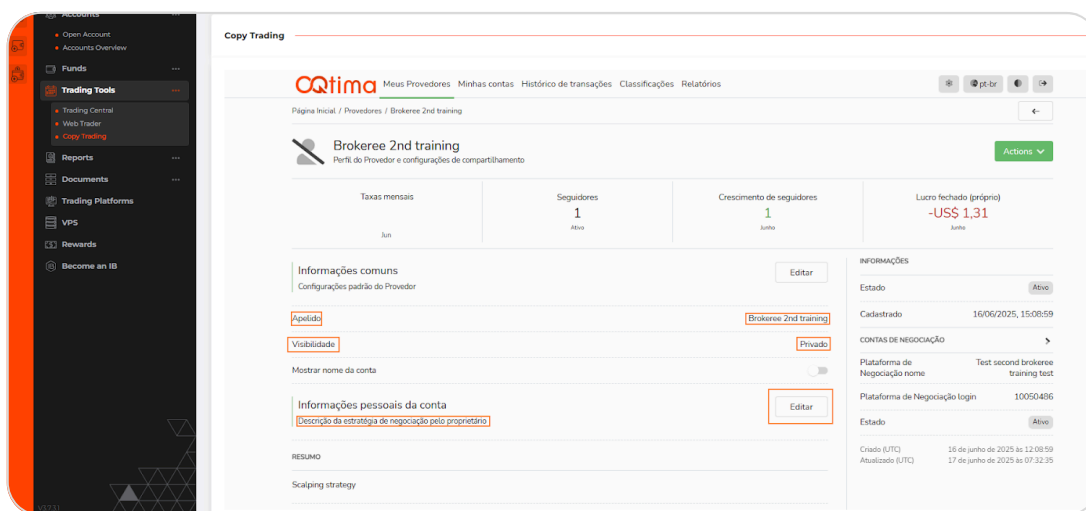 Accounts
Open Account
Accounts Overview
Funds
Trading Tools
Trading Central
Web Trader
Copy Trading
Reports
Documents
Trading Platforms
VPS
Rewards
Become an IB
Copy Trading
OQtima
Meus Provedores Minhas contas Histórico de transações Classificações Relatórios
pt-br
Página Inicial / Provedores / Brokeree 2nd training
Brokeree 2nd training
Perfil do Provedor e configurações de compartilhamento
Actions
Taxas mensais
Jun
Seguidores
1
Ativo
Crescimento de seguidores
1
Junho
Lucro fechado (próprio)
-US$ 1,31
Junho
Informações comuns
Configurações padrão do Provedor
Editar
Apelido
Brokeree 2nd training
Visibilidade
Privado
Mostrar nome da conta
Informações pessoais da conta
Descrição da estratégia de negociação pelo proprietário
Editar
RESUMO
Scalping strategy
INFORMAÇÕES
Estado Ativo
Cadastrado 16/06/2025, 15:08:59
CONTAS DE NEGOCIAÇÃO
Plataforma de Negociação nome
Test second brokeree training test
Plataforma de Negociação login 10050486
Estado Ativo
Criado (UTC) 16 de junho de 2025 às 12:08:59
Atualizado (UTC) 17 de junho de 2025 às 07:32:35